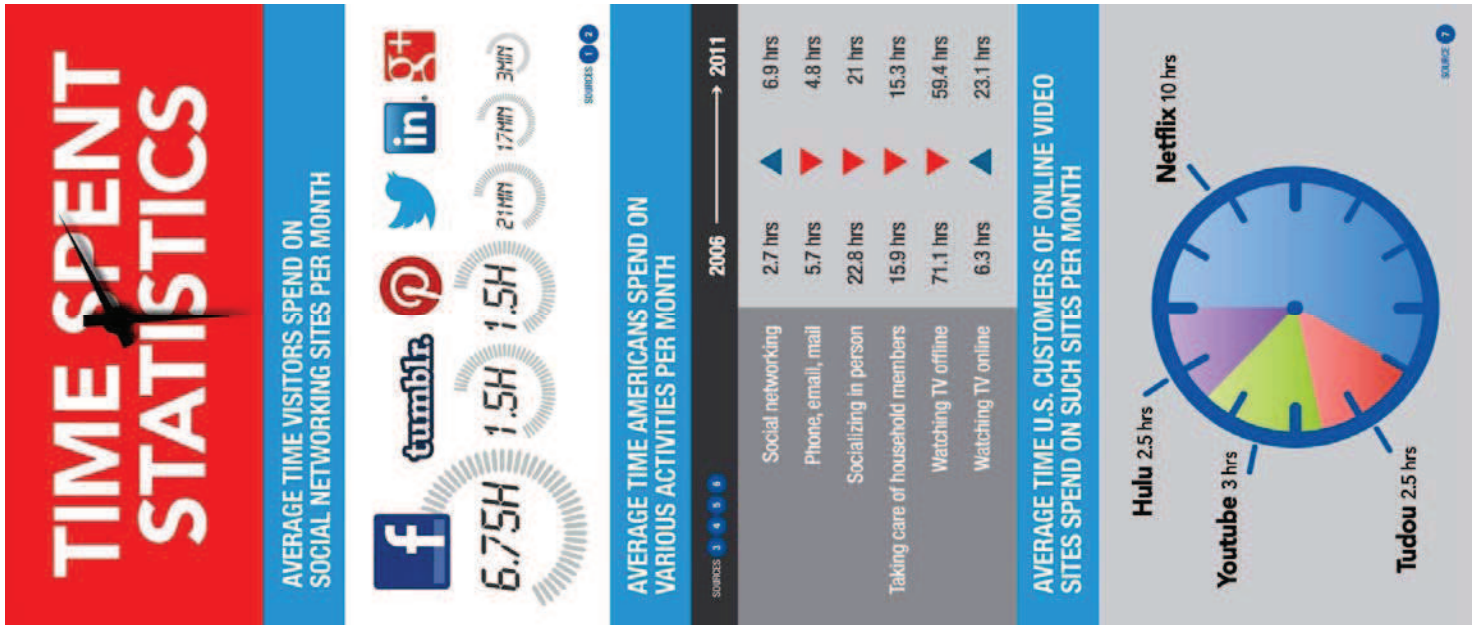 TIME SPENT
STATISTICS
AVERAGE TIME VISITORS SPEND ON
SOCIAL NETWORKING SITES PER MONTH
f tumblr. in® g+
6.75H 1.5H 1.5H 21MIN 17MIN 3MIN
SOURCES 1 2
AVERAGE TIME AMERICANS SPEND ON
VARIOUS ACTIVITIES PER MONTH
SOURCES 3 4 5 6 2006 2011
Social networking 2.7 hrs 6.9 hrs
Phone, email, mail 5.7 hrs 4.8 hrs
Socializing in person 22.8 hrs 21 hrs
Taking care of household members 15.9 hrs 15.3 hrs
Watching TV offline 71.1 hrs 59.4 hrs
Watching TV online 6.3 hrs 23.1 hrs
AVERAGE TIME U.S. CUSTOMERS OF ONLINE VIDEO
SITES SPEND ON SUCH SITES PER MONTH
Hulu 2.5 hrs
Netflix 10 hrs
Youtube 3 hrs
Tudou 2.5 hrs
SOURCE 7